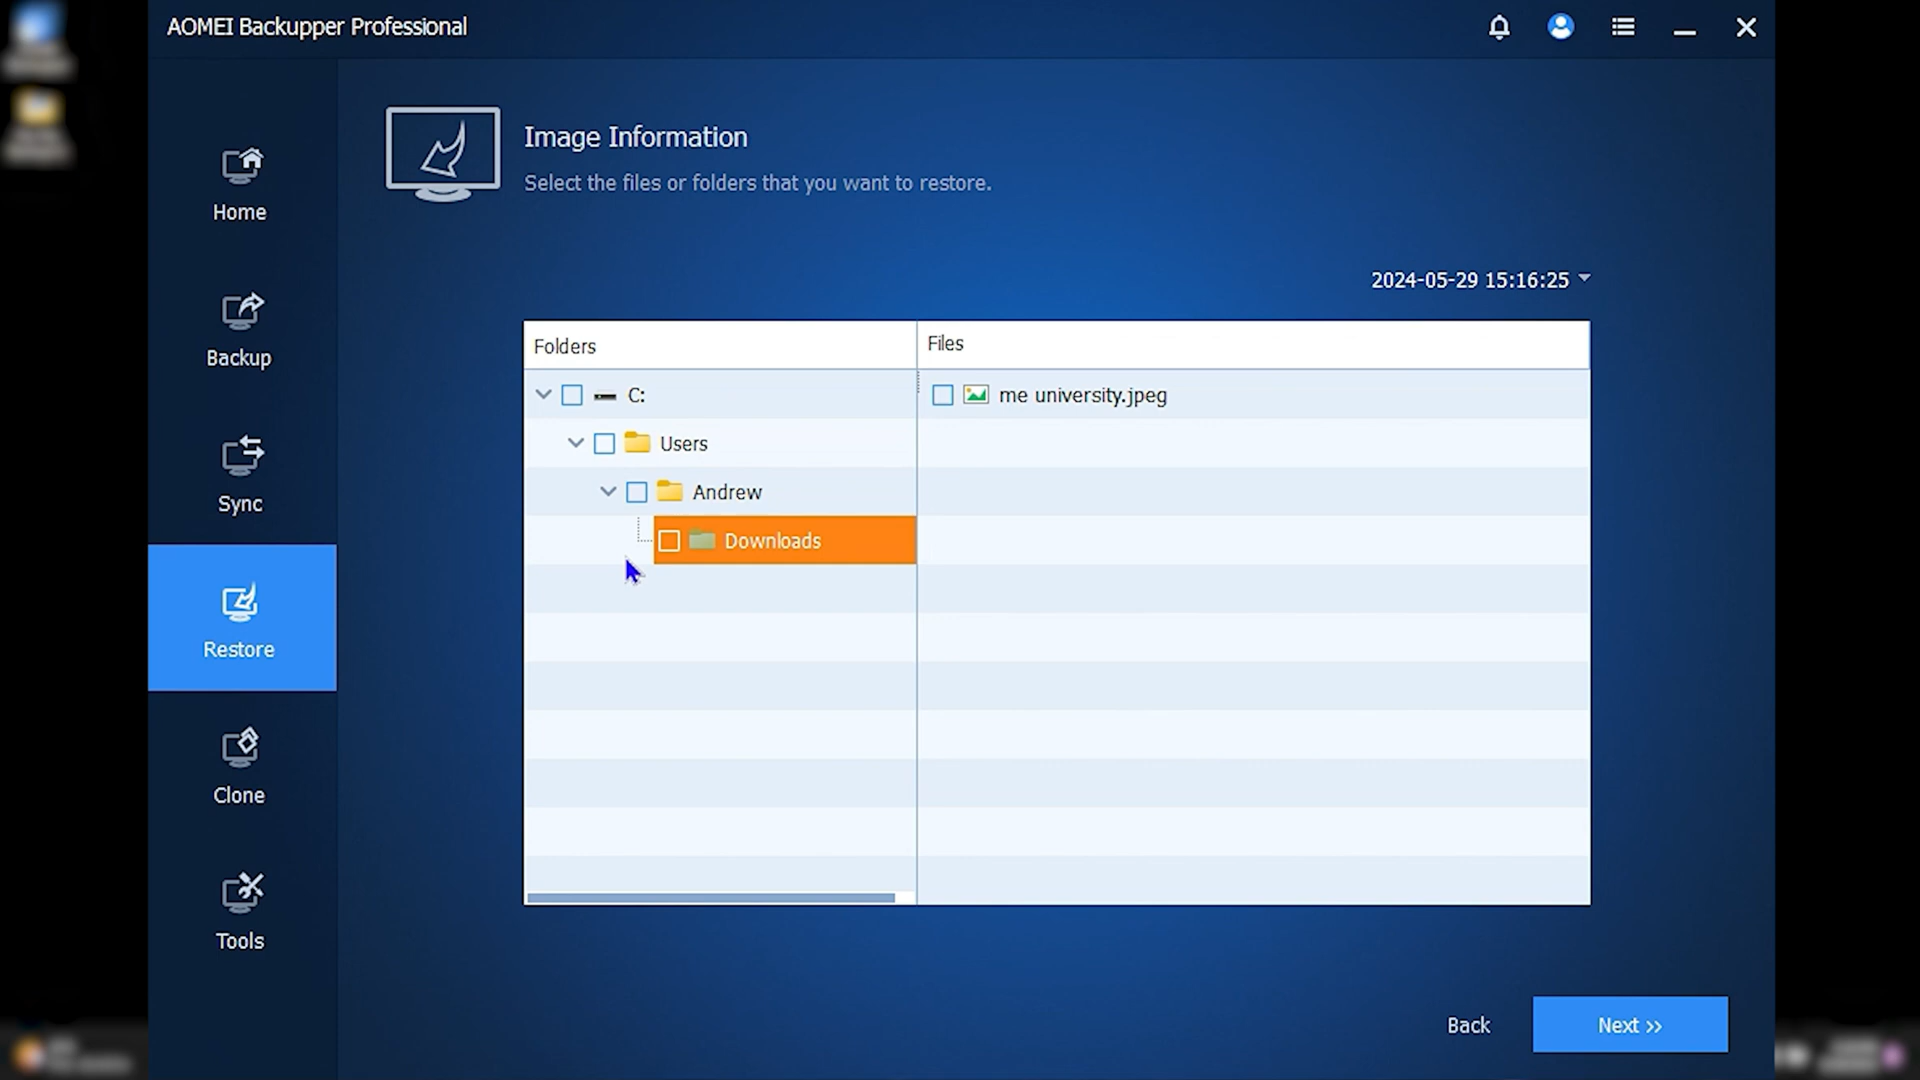 AOMEI Backupper Professional
Home
Backup
Sync
Restore
Clone
Tools
Image Information
Select the files or folders that you want to restore.
2024-05-29 15:16:25
Folders
Files
C:
me university.jpeg
Users
Andrew
Downloads
Back
Next >>